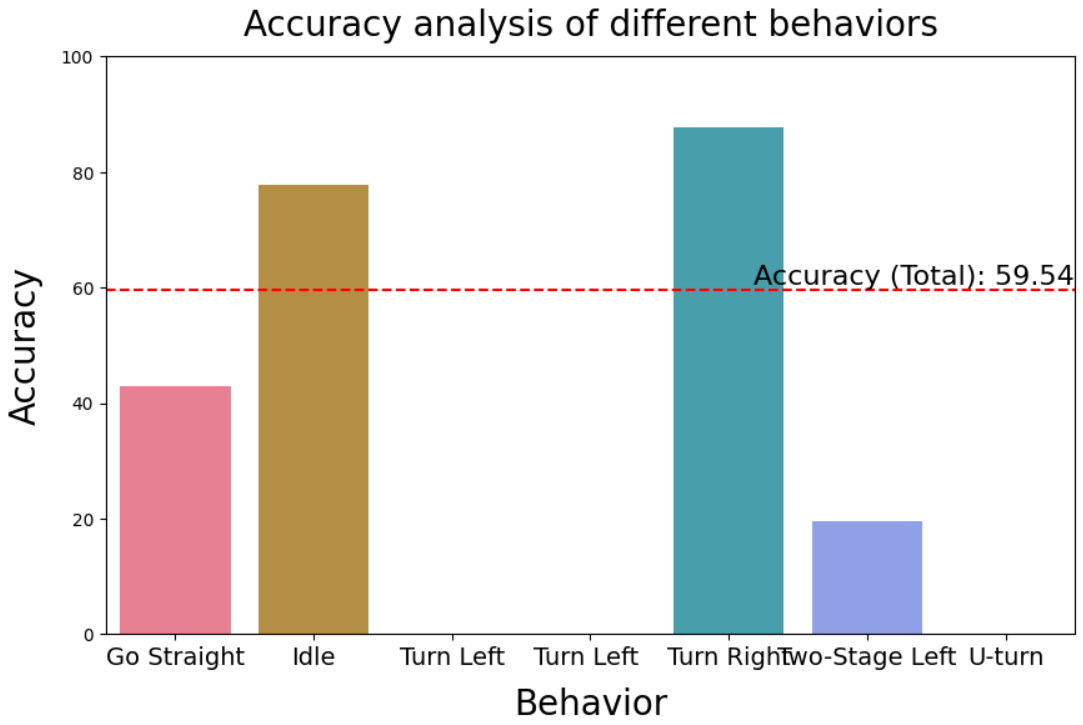 Accuracy analysis of different behaviors
100
80
60
40
20
0
Accuracy
Accuracy (Total): 59.54
Go Straight Idle Turn Left Turn Left Turn Right Two-Stage Left U-turn
Behavior